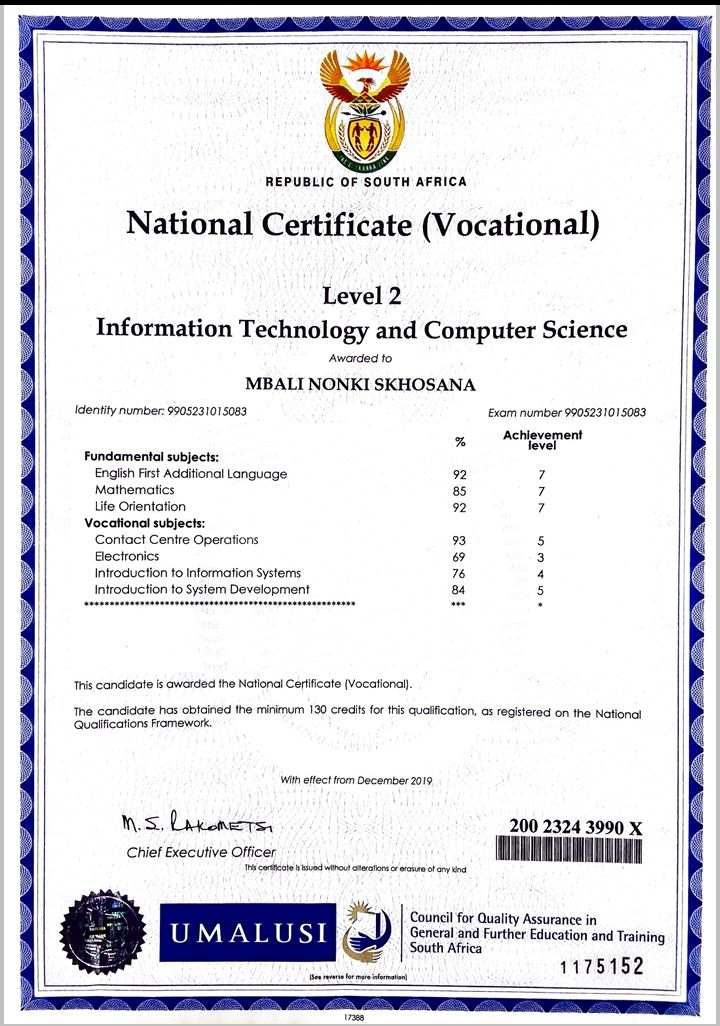 REPUBLIC OF SOUTH AFRICA
National Certificate (Vocational)
Level 2
Information Technology and Computer Science
Awarded to
MBALI NONKI SKHOSANA
Identity number: 9905231015083 Exam number 9905231015083
% Achievement level
Fundamental subjects:
English First Additional Language 92 7
Mathematics 85 7
Life Orientation 92 7
Vocational subjects:
Contact Centre Operations 93 5
Electronics 69 3
Introduction to Information Systems 76 4
Introduction to System Development 84 5
************************************************************ *** *
This candidate is awarded the National Certificate (Vocational).
The candidate has obtained the minimum 130 credits for this qualification, as registered on the National
Qualifications Framework.
With effect from December 2019
M.S. RAKOMETSI
Chief Executive Officer
200 2324 3990 X
This certificate is issued without alterations or erasure of any kind
UMALUSI
Council for Quality Assurance in
General and Further Education and Training
South Africa
1175152
(See reverse for more information)
17388